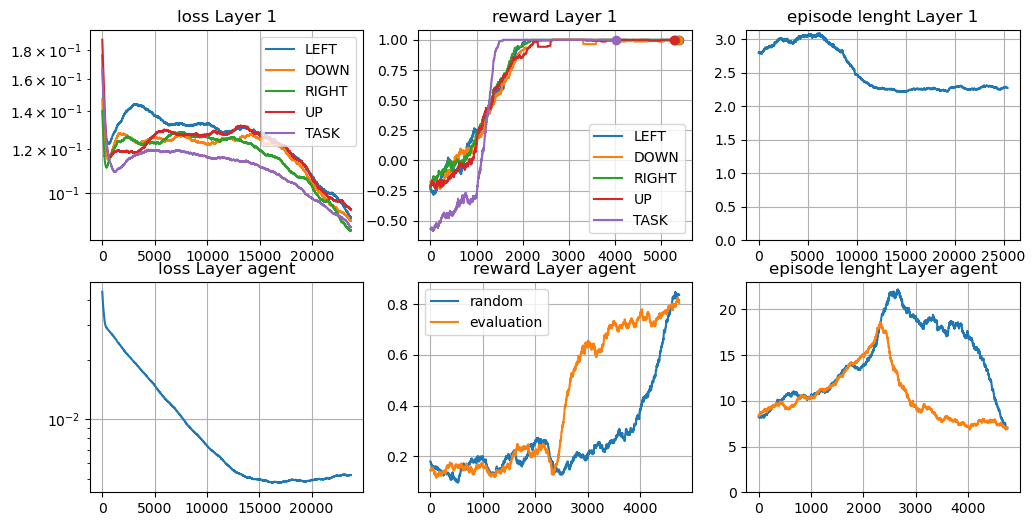 loss Layer 1
1.8 × 10⁻¹
1.6 × 10⁻¹
1.4 × 10⁻¹
1.2 × 10⁻¹
10⁻¹
LEFT
DOWN
RIGHT
UP
TASK
0 5000 10000 15000 20000
reward Layer 1
1.00
0.75
0.50
0.25
0.00
−0.25
−0.50
LEFT
DOWN
RIGHT
UP
TASK
0 1000 2000 3000 4000 5000
episode lenght Layer 1
3.0
2.5
2.0
1.5
1.0
0.5
0.0
0 5000 10000 15000 20000 25000
loss Layer agent
10⁻²
0 5000 10000 15000 20000
reward Layer agent
0.8
0.6
0.4
0.2
random
evaluation
0 1000 2000 3000 4000
episode lenght Layer agent
20
15
10
5
0
0 1000 2000 3000 4000